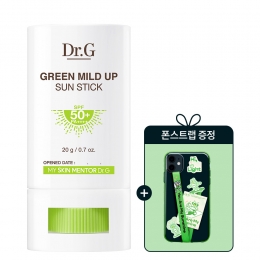 Dr.G
GREEN MILD UP
SUN STICK
SPF
50+
PA++++
20 g / 0.7 oz.
OPENED DATE :
MY SKIN MENTOR Dr.G
폰스트랩 증정
+